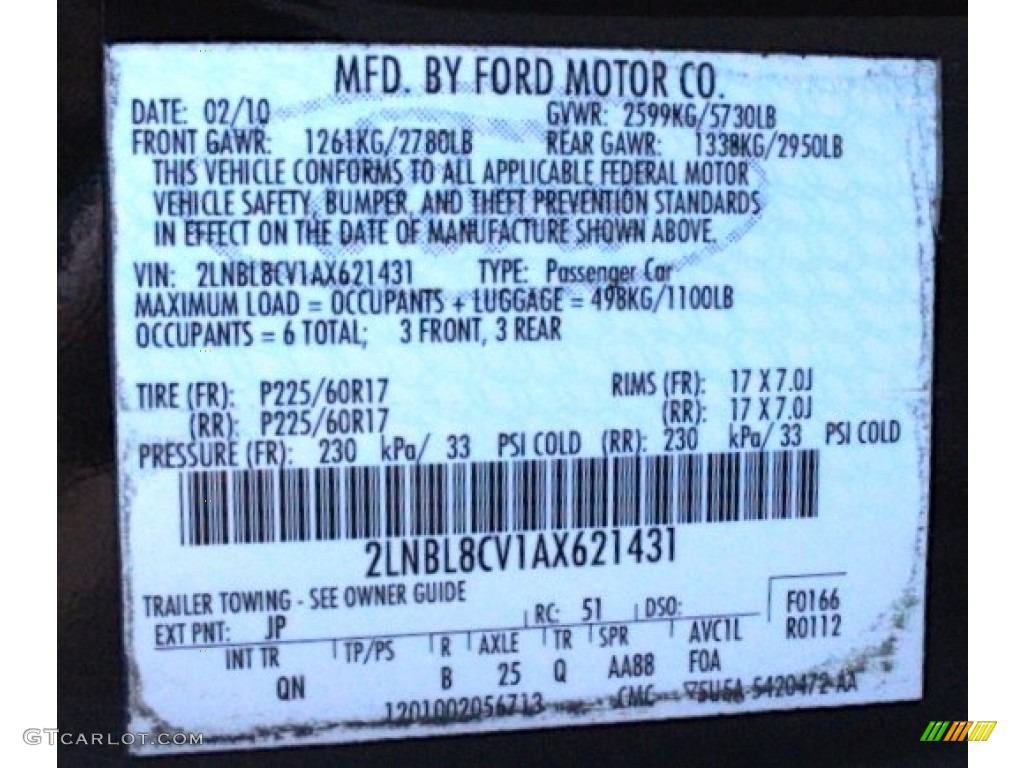 MFD. BY FORD MOTOR CO.
DATE: 02/10 GVWR: 2599KG/5730LB
FRONT GAWR: 1261KG/2780LB REAR GAWR: 1338KG/2950LB
THIS VEHICLE CONFORMS TO ALL APPLICABLE FEDERAL MOTOR
VEHICLE SAFETY, BUMPER, AND THEFT PREVENTION STANDARDS
IN EFFECT ON THE DATE OF MANUFACTURE SHOWN ABOVE.
VIN: 2LNBL8CV1AX621431 TYPE: Passenger Car
MAXIMUM LOAD = OCCUPANTS + LUGGAGE = 498KG/1100LB
OCCUPANTS = 6 TOTAL; 3 FRONT, 3 REAR
TIRE (FR): P225/60R17 RIMS (FR): 17 X 7.0J
(RR): P225/60R17 (RR): 17 X 7.0J
PRESSURE (FR): 230 kPa/ 33 PSI COLD (RR): 230 kPa/ 33 PSI COLD
2LNBL8CV1AX621431
TRAILER TOWING - SEE OWNER GUIDE
EXT PNT: JP RC: 51 DSO: F0166
R0112
INT TR TP/PS R AXLE TR SPR AVC1L
QN B 25 Q AA88 FOA
1201002056713 CMC 5U5A-5420472-AA
GTCARLOT.COM